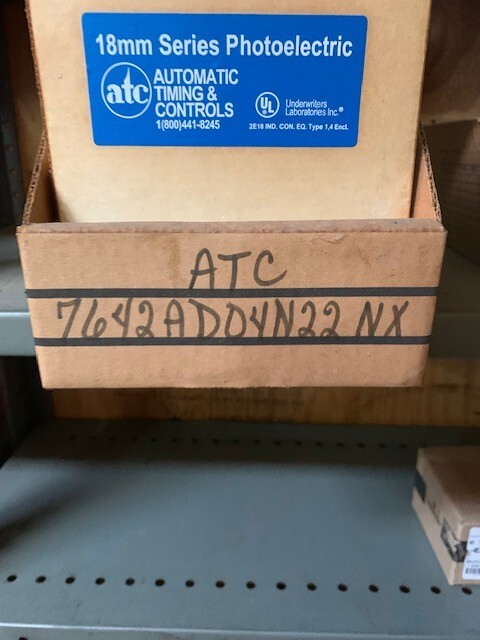 18mm Series Photoelectric
atc
AUTOMATIC
TIMING &
CONTROLS
1(800)441-8245
UL
Underwriters
Laboratories Inc.®
2E18 IND. CON. EQ. Type 1,4 Encl.
ATC
7642ADO4N22 NX